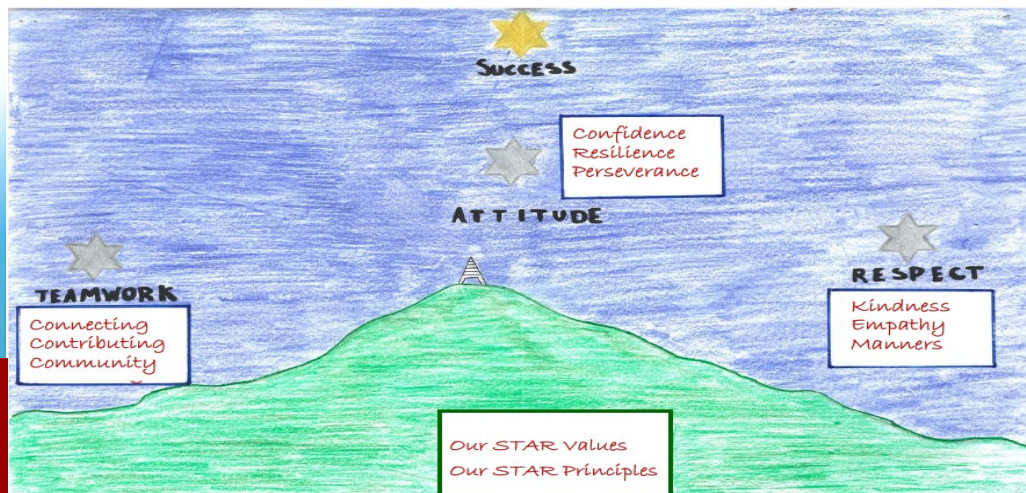 SUCCESS
Confidence
Resilience
Perseverance
ATTITUDE
TEAMWORK
Connecting
Contributing
Community
RESPECT
Kindness
Empathy
Manners
Our STAR Values
Our STAR Principles